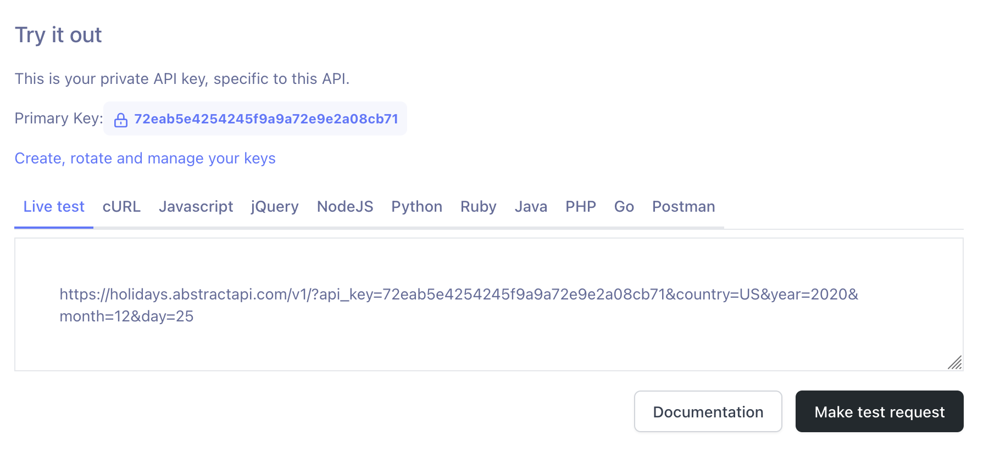 Try it out
This is your private API key, specific to this API.
Primary Key: 72eab5e4254245f9a9a72e9e2a08cb71
Create, rotate and manage your keys
Live test cURL Javascript jQuery NodeJS Python Ruby Java PHP Go Postman
https://holidays.abstractapi.com/v1/?api_key=72eab5e4254245f9a9a72e9e2a08cb71&country=US&year=2020&
month=12&day=25
Documentation Make test request